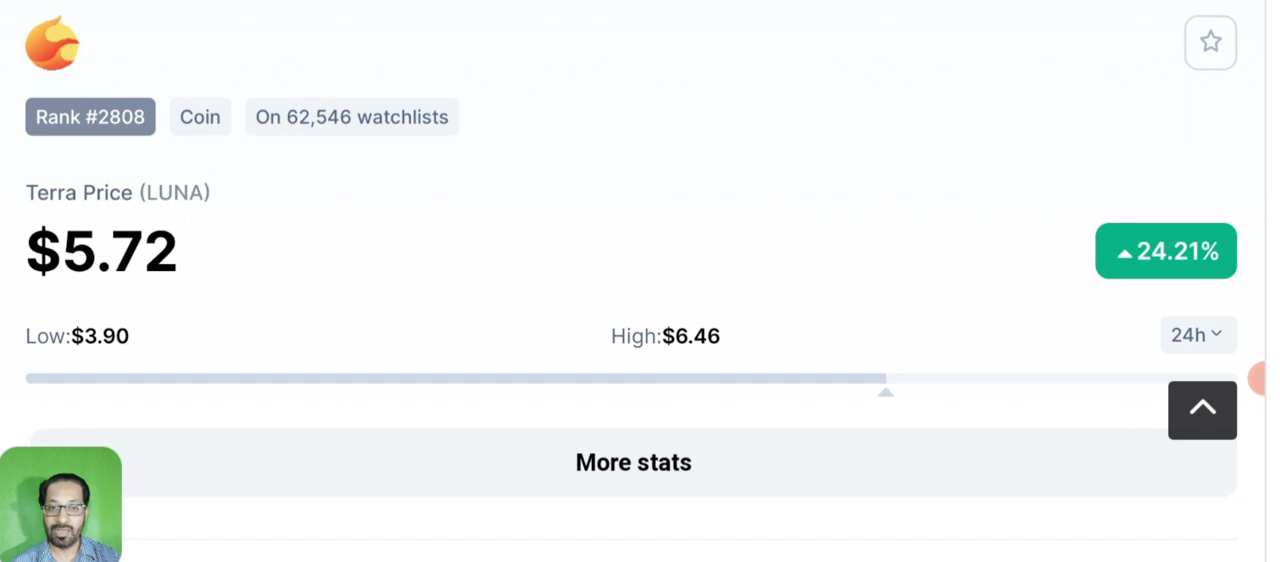 Rank #2808 Coin On 62,546 watchlists
Terra Price (LUNA)
$5.72 24.21%
Low:$3.90 High:$6.46 24h
More stats